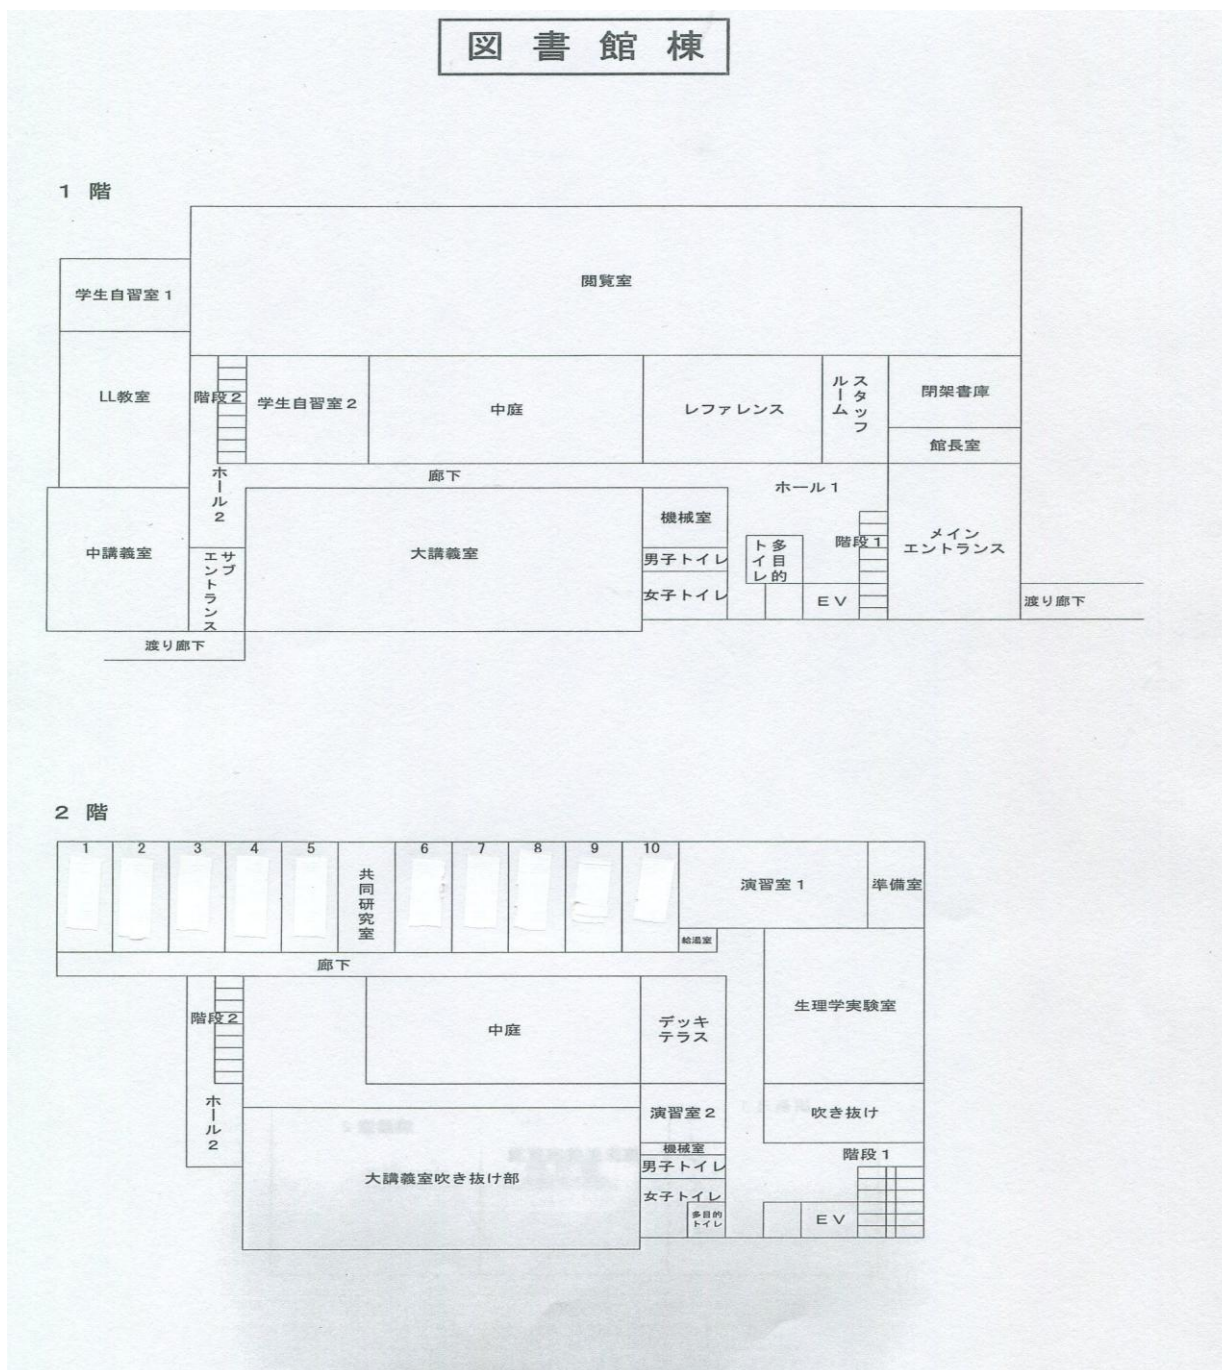 図書館棟
1 階
閲覧室
学生自習室1
LL教室
階段2
学生自習室2
中庭
レファレンス
スタッフ
ルーム
閉架書庫
館長室
廊下
ホール1
ホール2
機械室
メイン
エントランス
中講義室
サブ
エントランス
大講義室
男子トイレ
多目的
トイレ
階段1
女子トイレ
EV
渡り廊下
渡り廊下
2 階
1
2
3
4
5
共同研究室
6
7
8
9
10
演習室1
準備室
給湯室
廊下
階段2
中庭
デッキ
テラス
生理学実験室
ホール2
演習室2
吹き抜け
機械室
階段1
男子トイレ
大講義室吹き抜け部
女子トイレ
多目的
トイレ
EV